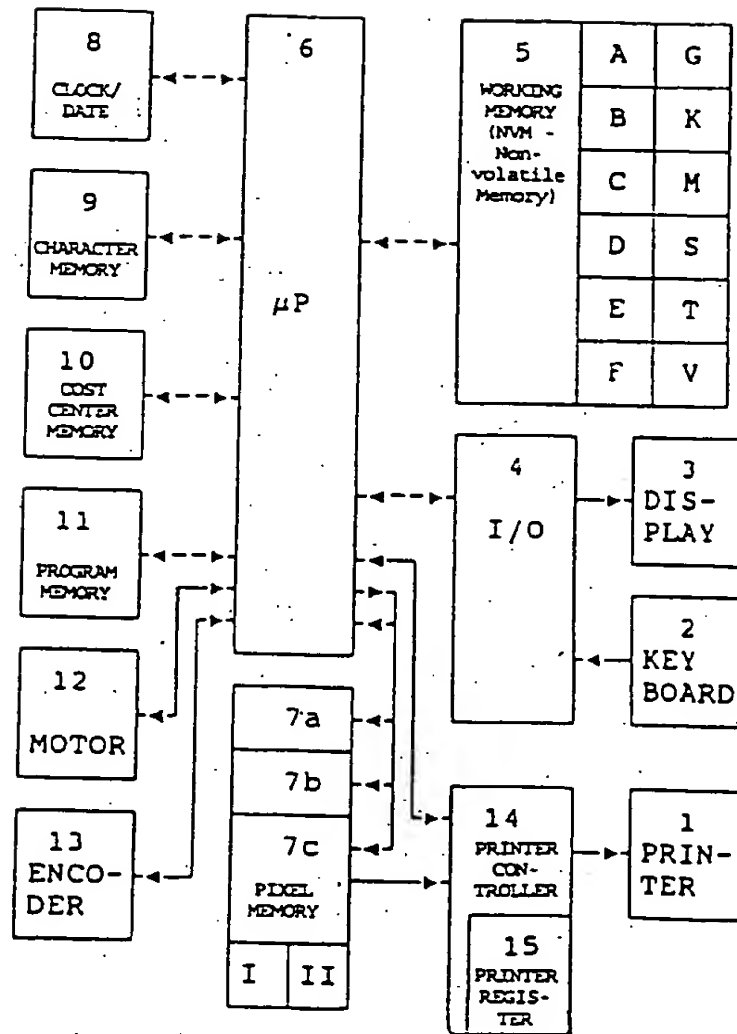 8
CLOCK/
DATE
9
CHARACTER
MEMORY
10
COST
CENTER
MEMORY
11
PROGRAM
MEMORY
12
MOTOR
13
ENCO-
DER
6
μP
7a
7b
7c
PIXEL
MEMORY
I II
5
WORKING
MEMORY
(NVM -
Non-
volatile
Memory)
A G
B K
C M
D S
E T
F V
4
I/O
3
DIS-
PLAY
2
KEY
BOARD
14
PRINTER
CON-
TROLLER
15
PRINTER
REGIS-
TER
1
PRIN-
TER